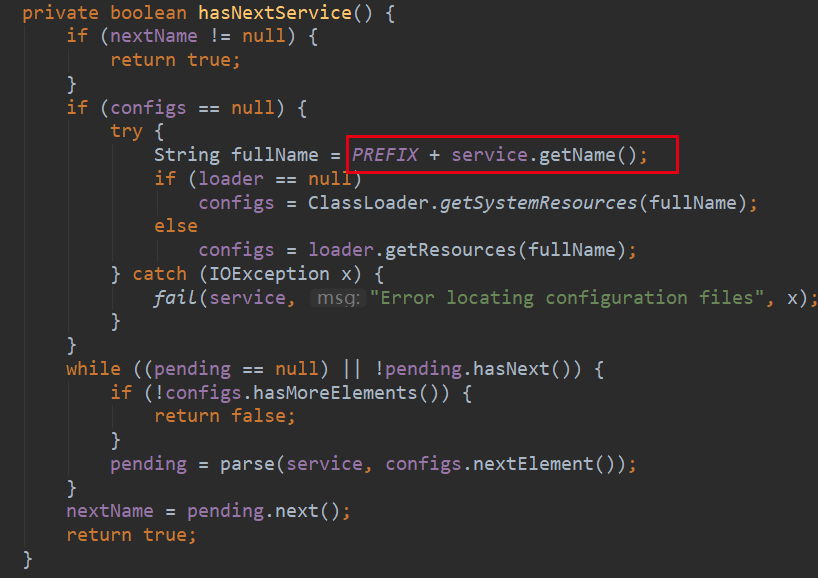 private boolean hasNextService() {
    if (nextName != null) {
        return true;
    }
    if (configs == null) {
        try {
            String fullName = PREFIX + service.getName();
            if (loader == null)
                configs = ClassLoader.getSystemResources(fullName);
            else
                configs = loader.getResources(fullName);
        } catch (IOException x) {
            fail(service, msg: "Error locating configuration files", x);
        }
    }
    while ((pending == null) || !pending.hasNext()) {
        if (!configs.hasMoreElements()) {
            return false;
        }
        pending = parse(service, configs.nextElement());
    }
    nextName = pending.next();
    return true;
}